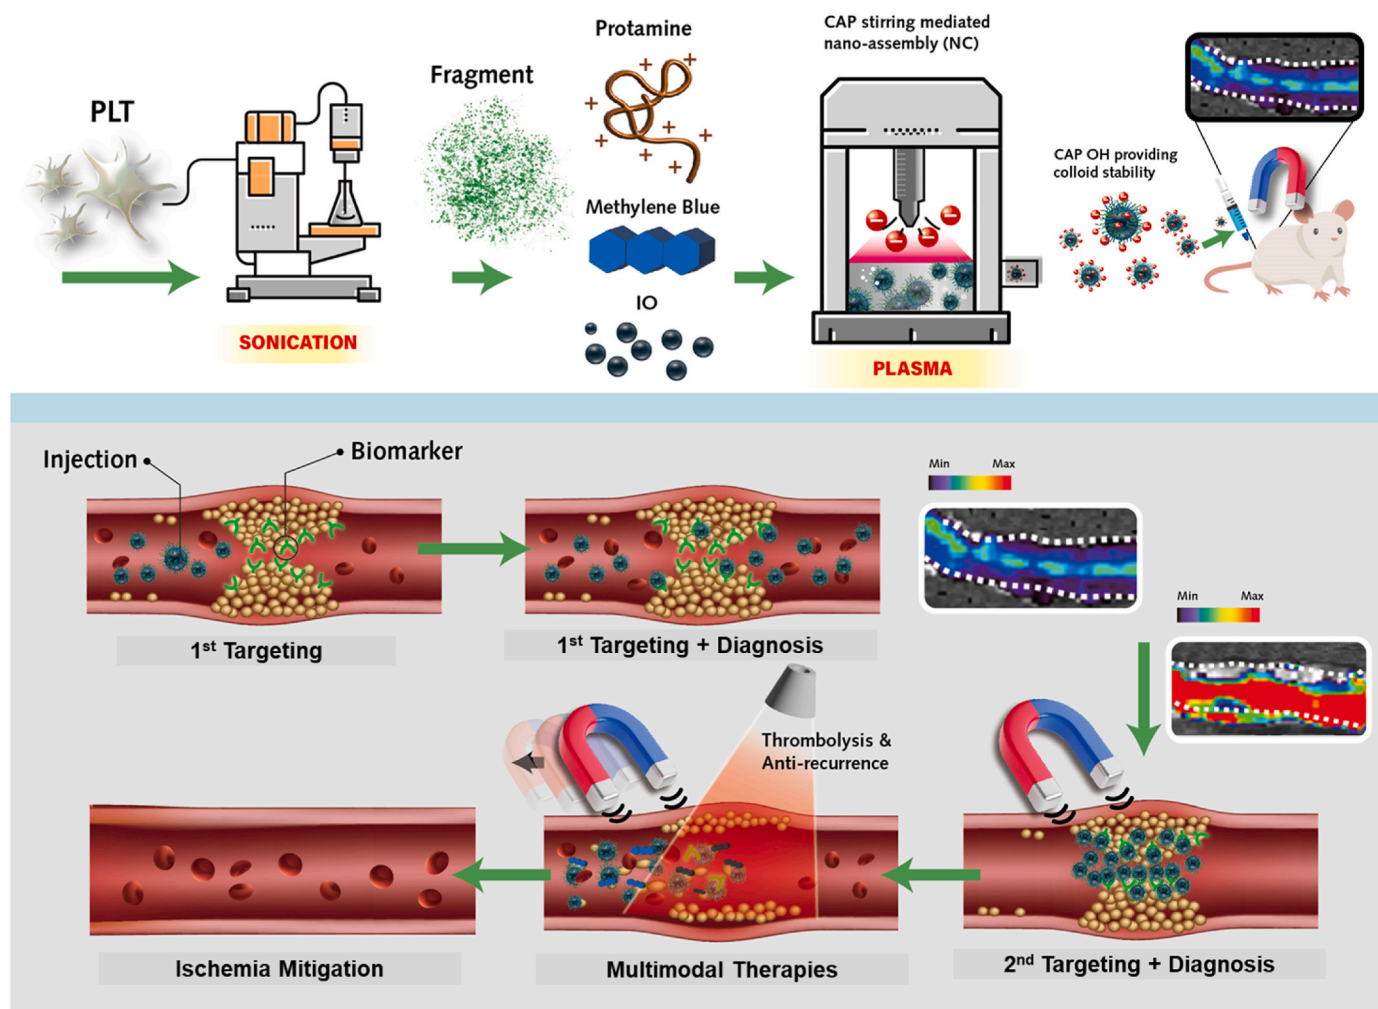 PLT
SONICATION
Fragment
Protamine
Methylene Blue
IO
CAP stirring mediated
nano-assembly (NC)
PLASMA
CAP OH providing
colloid stability
Injection
Biomarker
1st Targeting
1st Targeting + Diagnosis
Min Max
Min Max
Thrombolysis &
Anti-recurrence
Ischemia Mitigation
Multimodal Therapies
2nd Targeting + Diagnosis